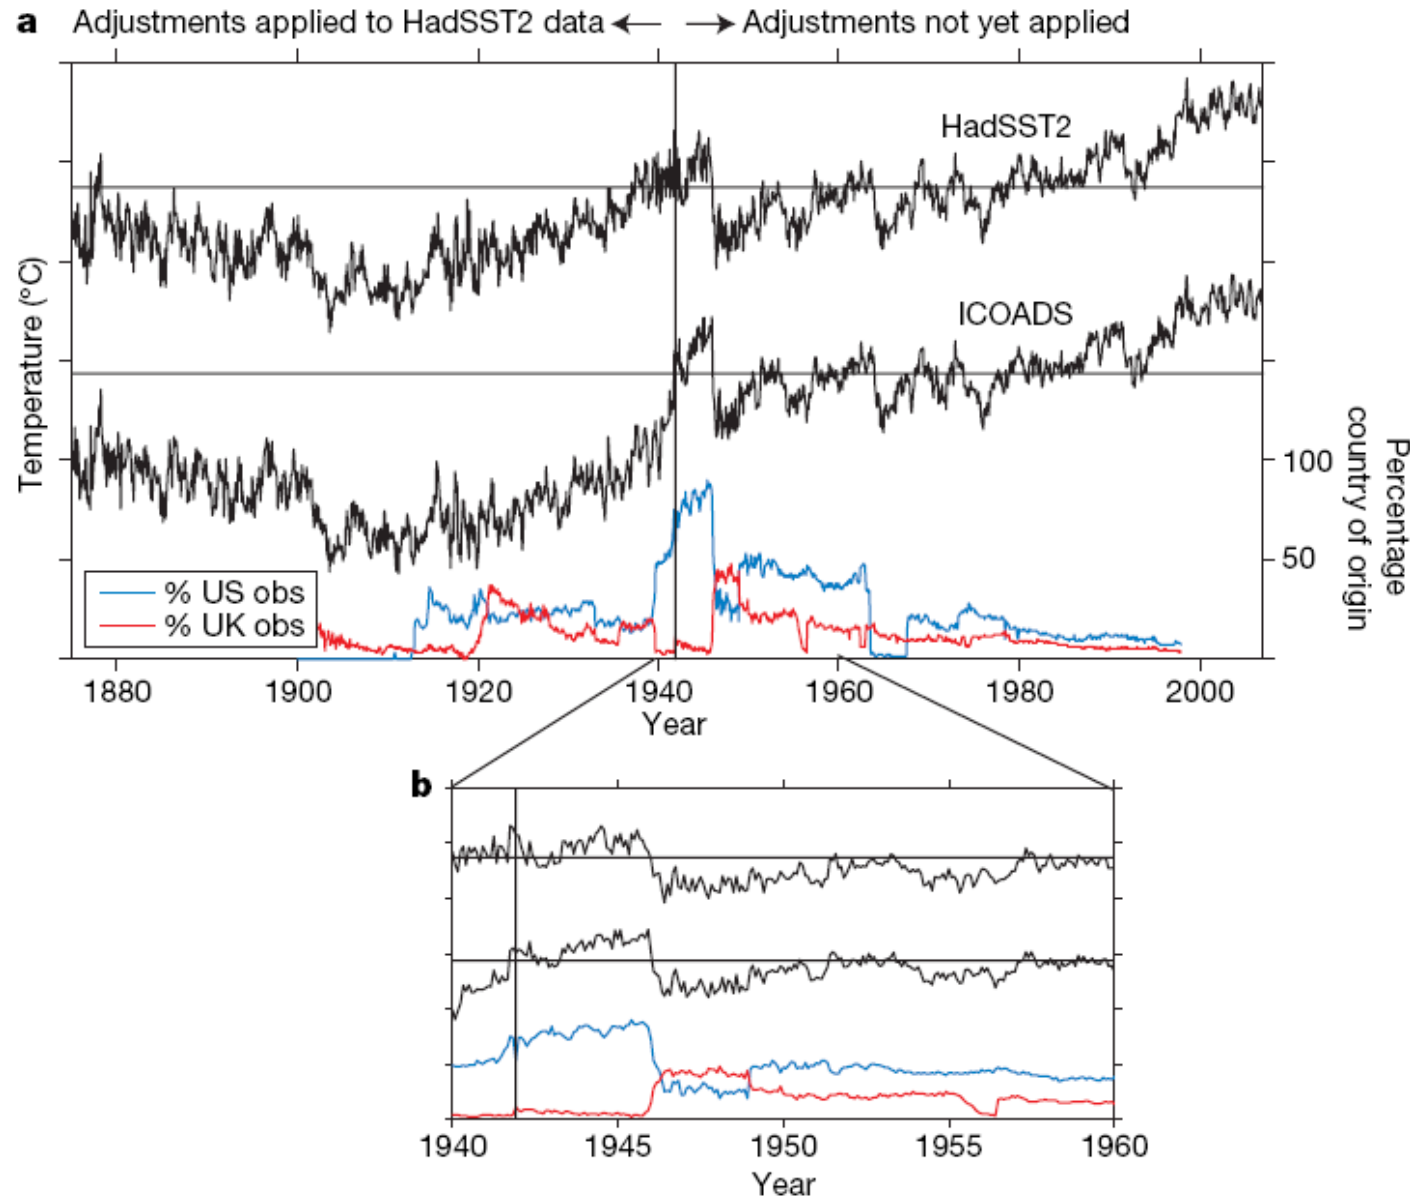 a Adjustments applied to HadSST2 data ← → Adjustments not yet applied
HadSST2
ICOADS
Temperature (°C)
100
50
Percentage
country of origin
% US obs
% UK obs
1880 1900 1920 1940 1960 1980 2000
Year
b
1940 1945 1950 1955 1960
Year